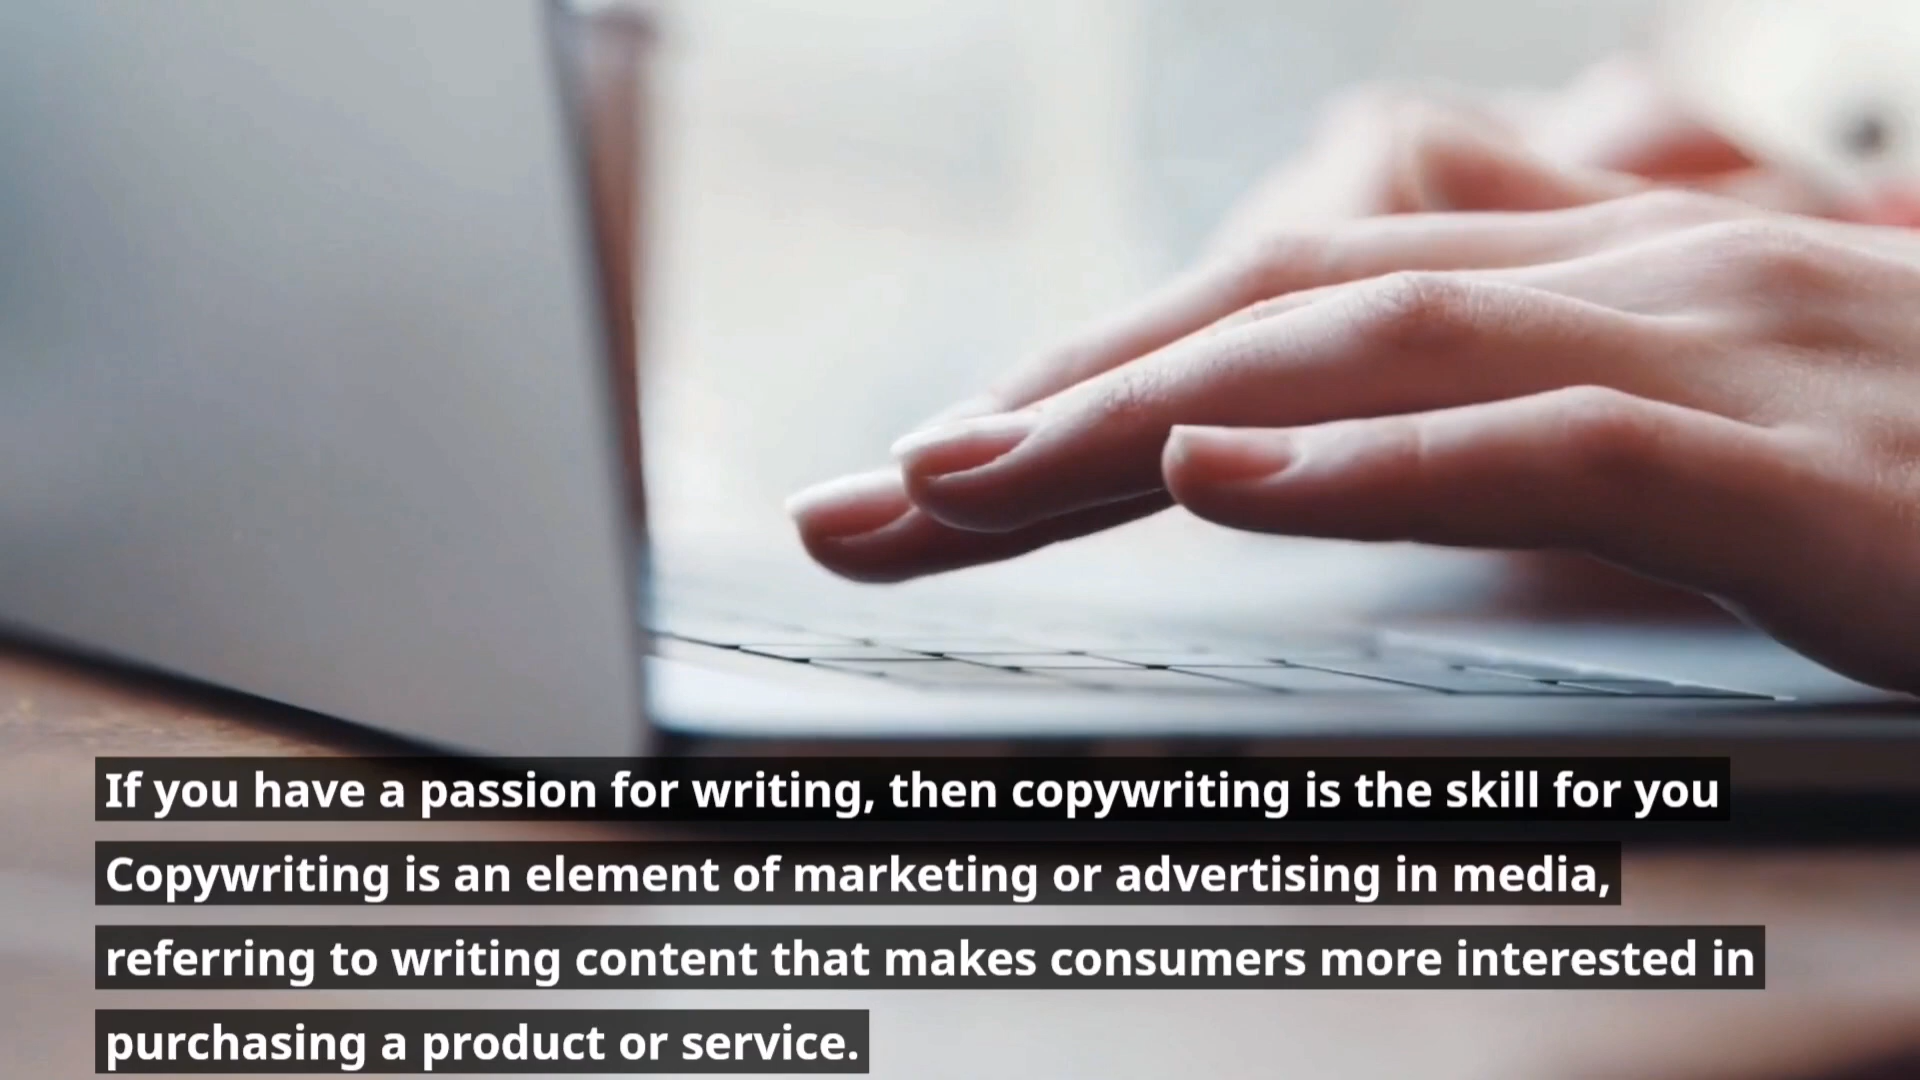 If you have a passion for writing, then copywriting is the skill for you
Copywriting is an element of marketing or advertising in media,
referring to writing content that makes consumers more interested in
purchasing a product or service.